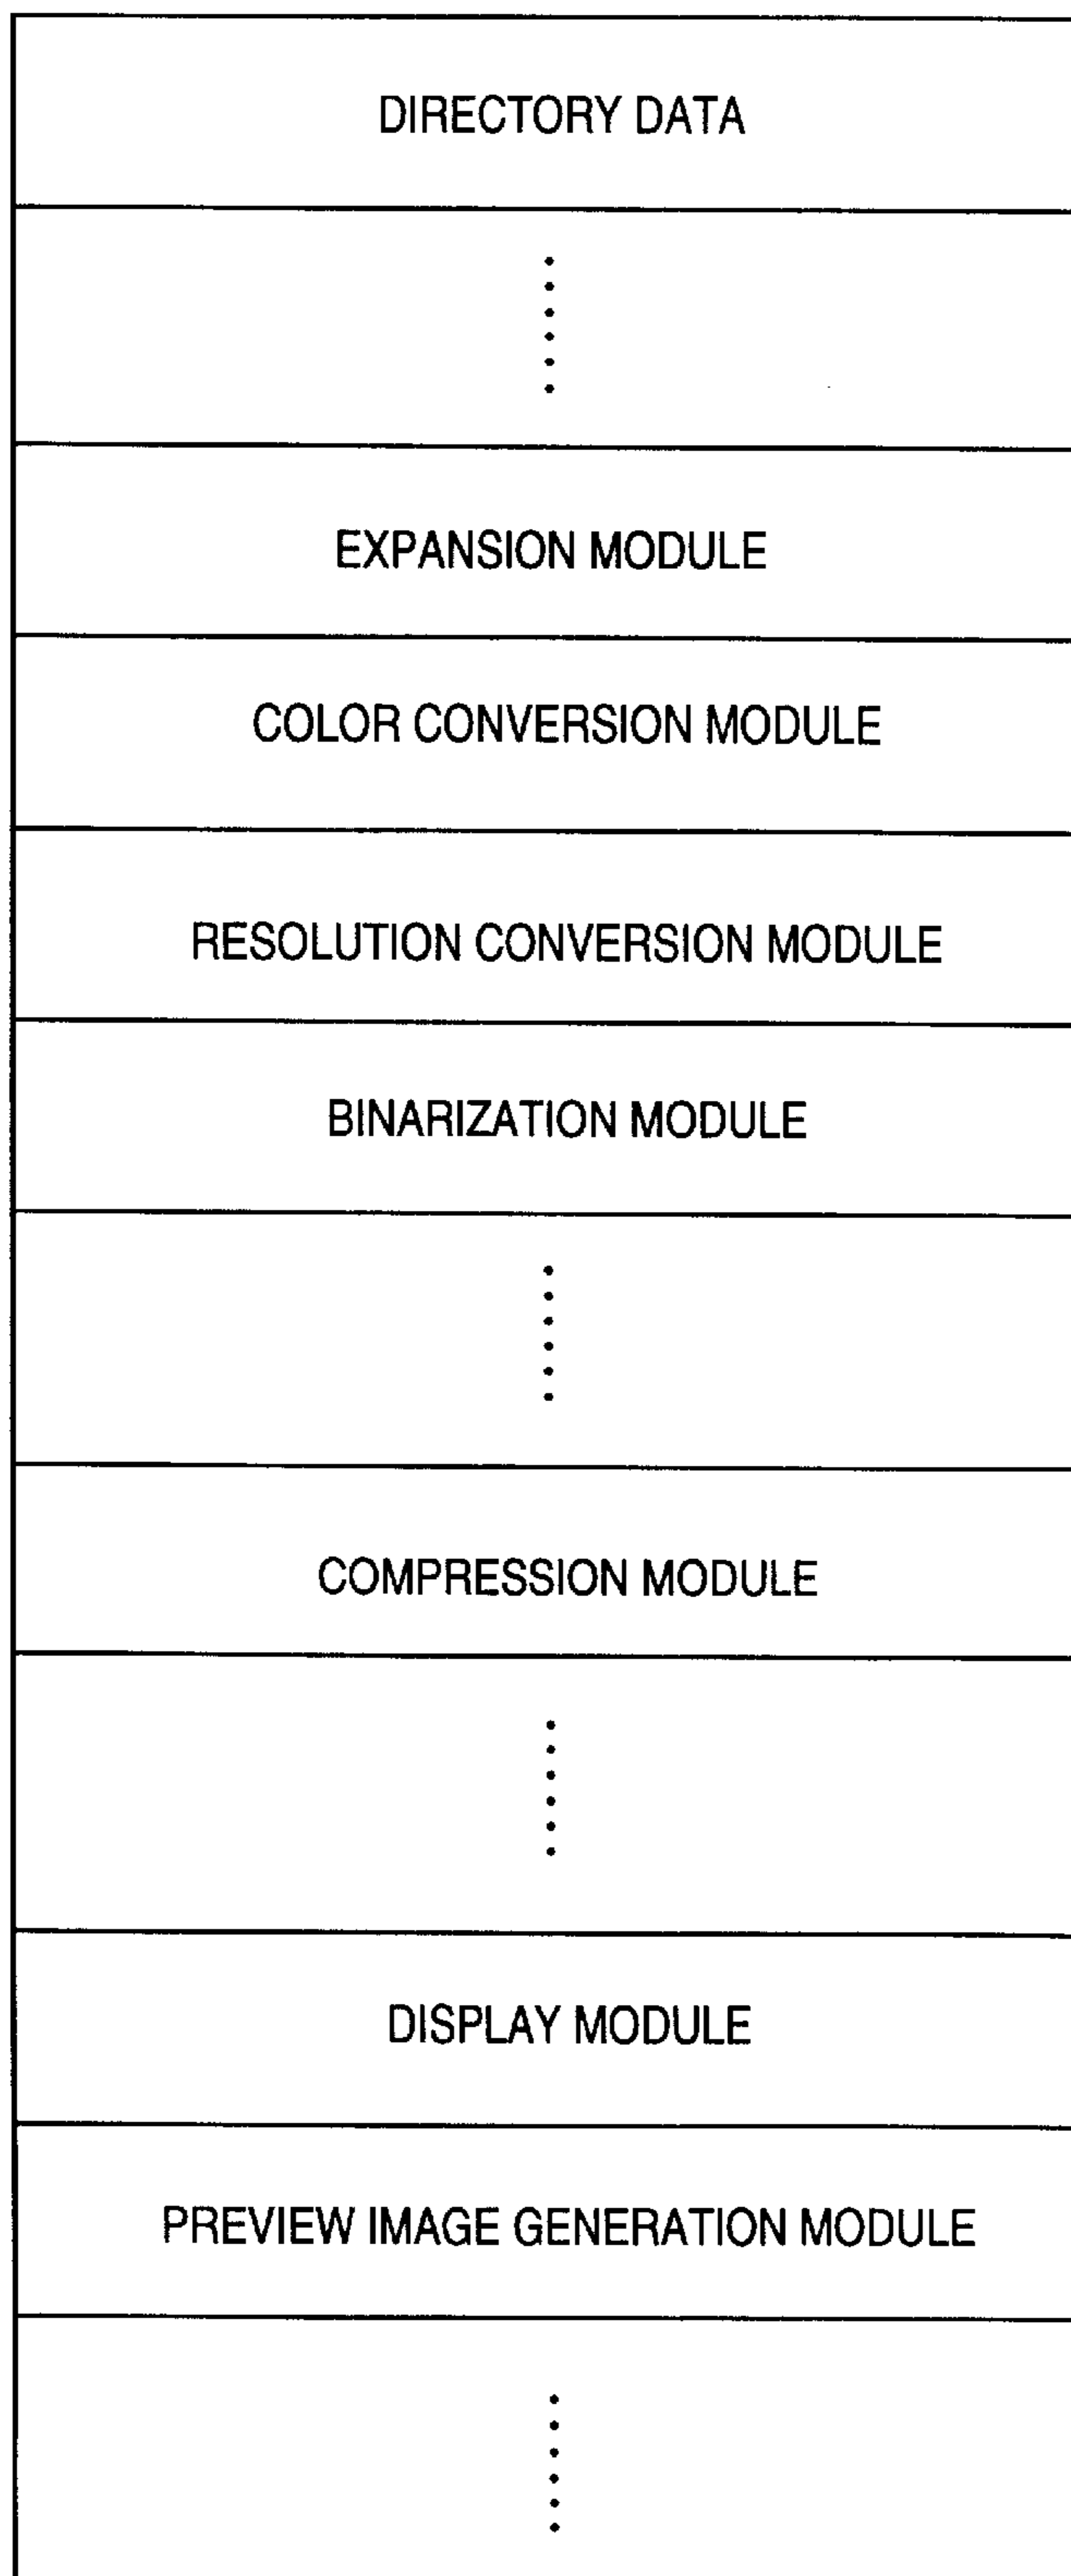 DIRECTORY DATA
EXPANSION MODULE
COLOR CONVERSION MODULE
RESOLUTION CONVERSION MODULE
BINARIZATION MODULE
COMPRESSION MODULE
DISPLAY MODULE
PREVIEW IMAGE GENERATION MODULE